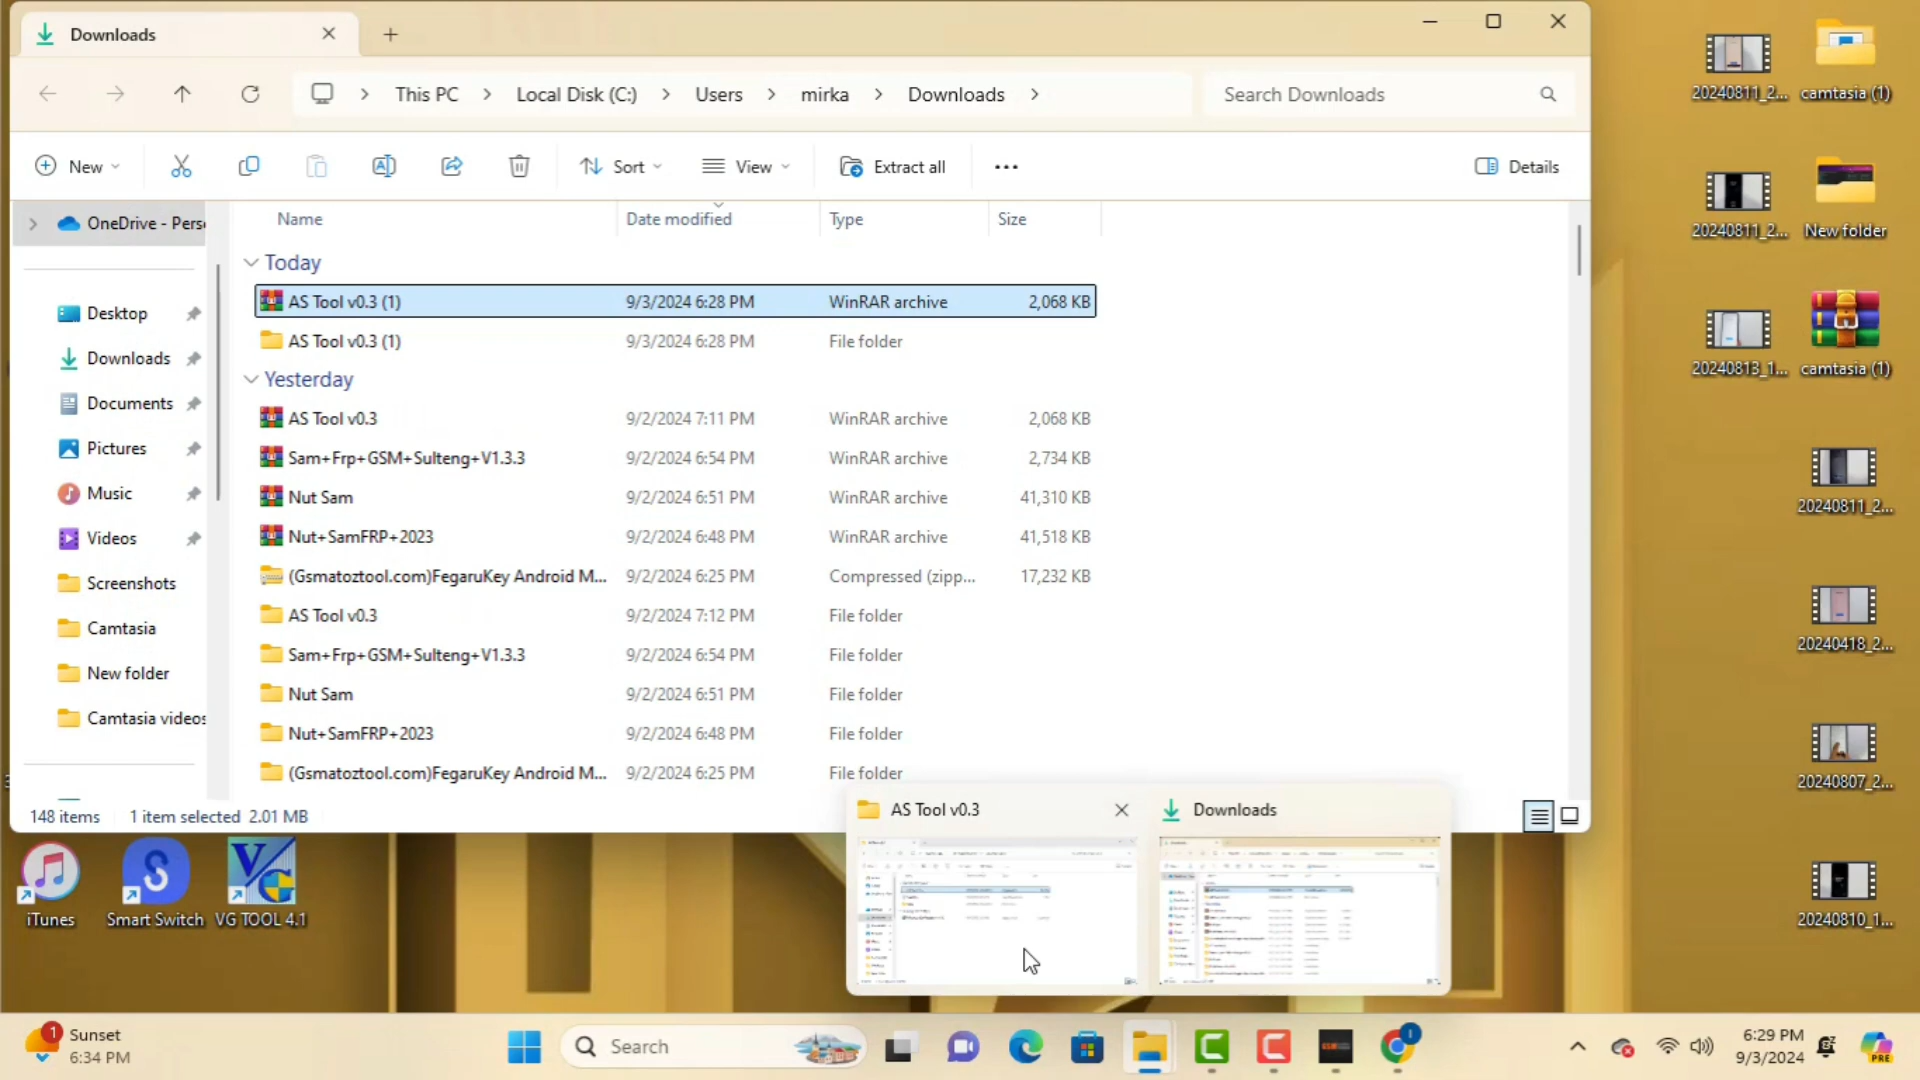 Downloads
This PC
Local Disk (C:)
Users
mirka
Downloads
Search Downloads
New
Sort
View
Extract all
Details
Name
Date modified
Type
Size
OneDrive - Pers
Desktop
Downloads
Documents
Pictures
Music
Videos
Screenshots
Camtasia
New folder
Camtasia videos
Today
AS Tool v0.3 (1) 9/3/2024 6:28 PM WinRAR archive 2,068 KB
AS Tool v0.3 (1) 9/3/2024 6:28 PM File folder
Yesterday
AS Tool v0.3 9/2/2024 7:11 PM WinRAR archive 2,068 KB
Sam+Frp+GSM+Sulteng+V1.3.3 9/2/2024 6:54 PM WinRAR archive 2,734 KB
Nut Sam 9/2/2024 6:51 PM WinRAR archive 41,310 KB
Nut+SamFRP+2023 9/2/2024 6:48 PM WinRAR archive 41,518 KB
(Gsmatoztool.com)FegaruKey Android M... 9/2/2024 6:25 PM Compressed (zipp... 17,232 KB
AS Tool v0.3 9/2/2024 7:12 PM File folder
Sam+Frp+GSM+Sulteng+V1.3.3 9/2/2024 6:54 PM File folder
Nut Sam 9/2/2024 6:51 PM File folder
Nut+SamFRP+2023 9/2/2024 6:48 PM File folder
(Gsmatoztool.com)FegaruKey Android M... 9/2/2024 6:25 PM File folder
148 items
1 item selected 2.01 MB
AS Tool v0.3
Downloads
20240811_2...
camtasia (1)
20240811_2...
New folder
20240813_1...
camtasia (1)
20240811_2...
20240418_2...
20240807_2...
20240810_1...
iTunes
Smart Switch
VG TOOL 4.1
1
Sunset
6:34 PM
Search
GSM
PRE
6:29 PM
9/3/2024